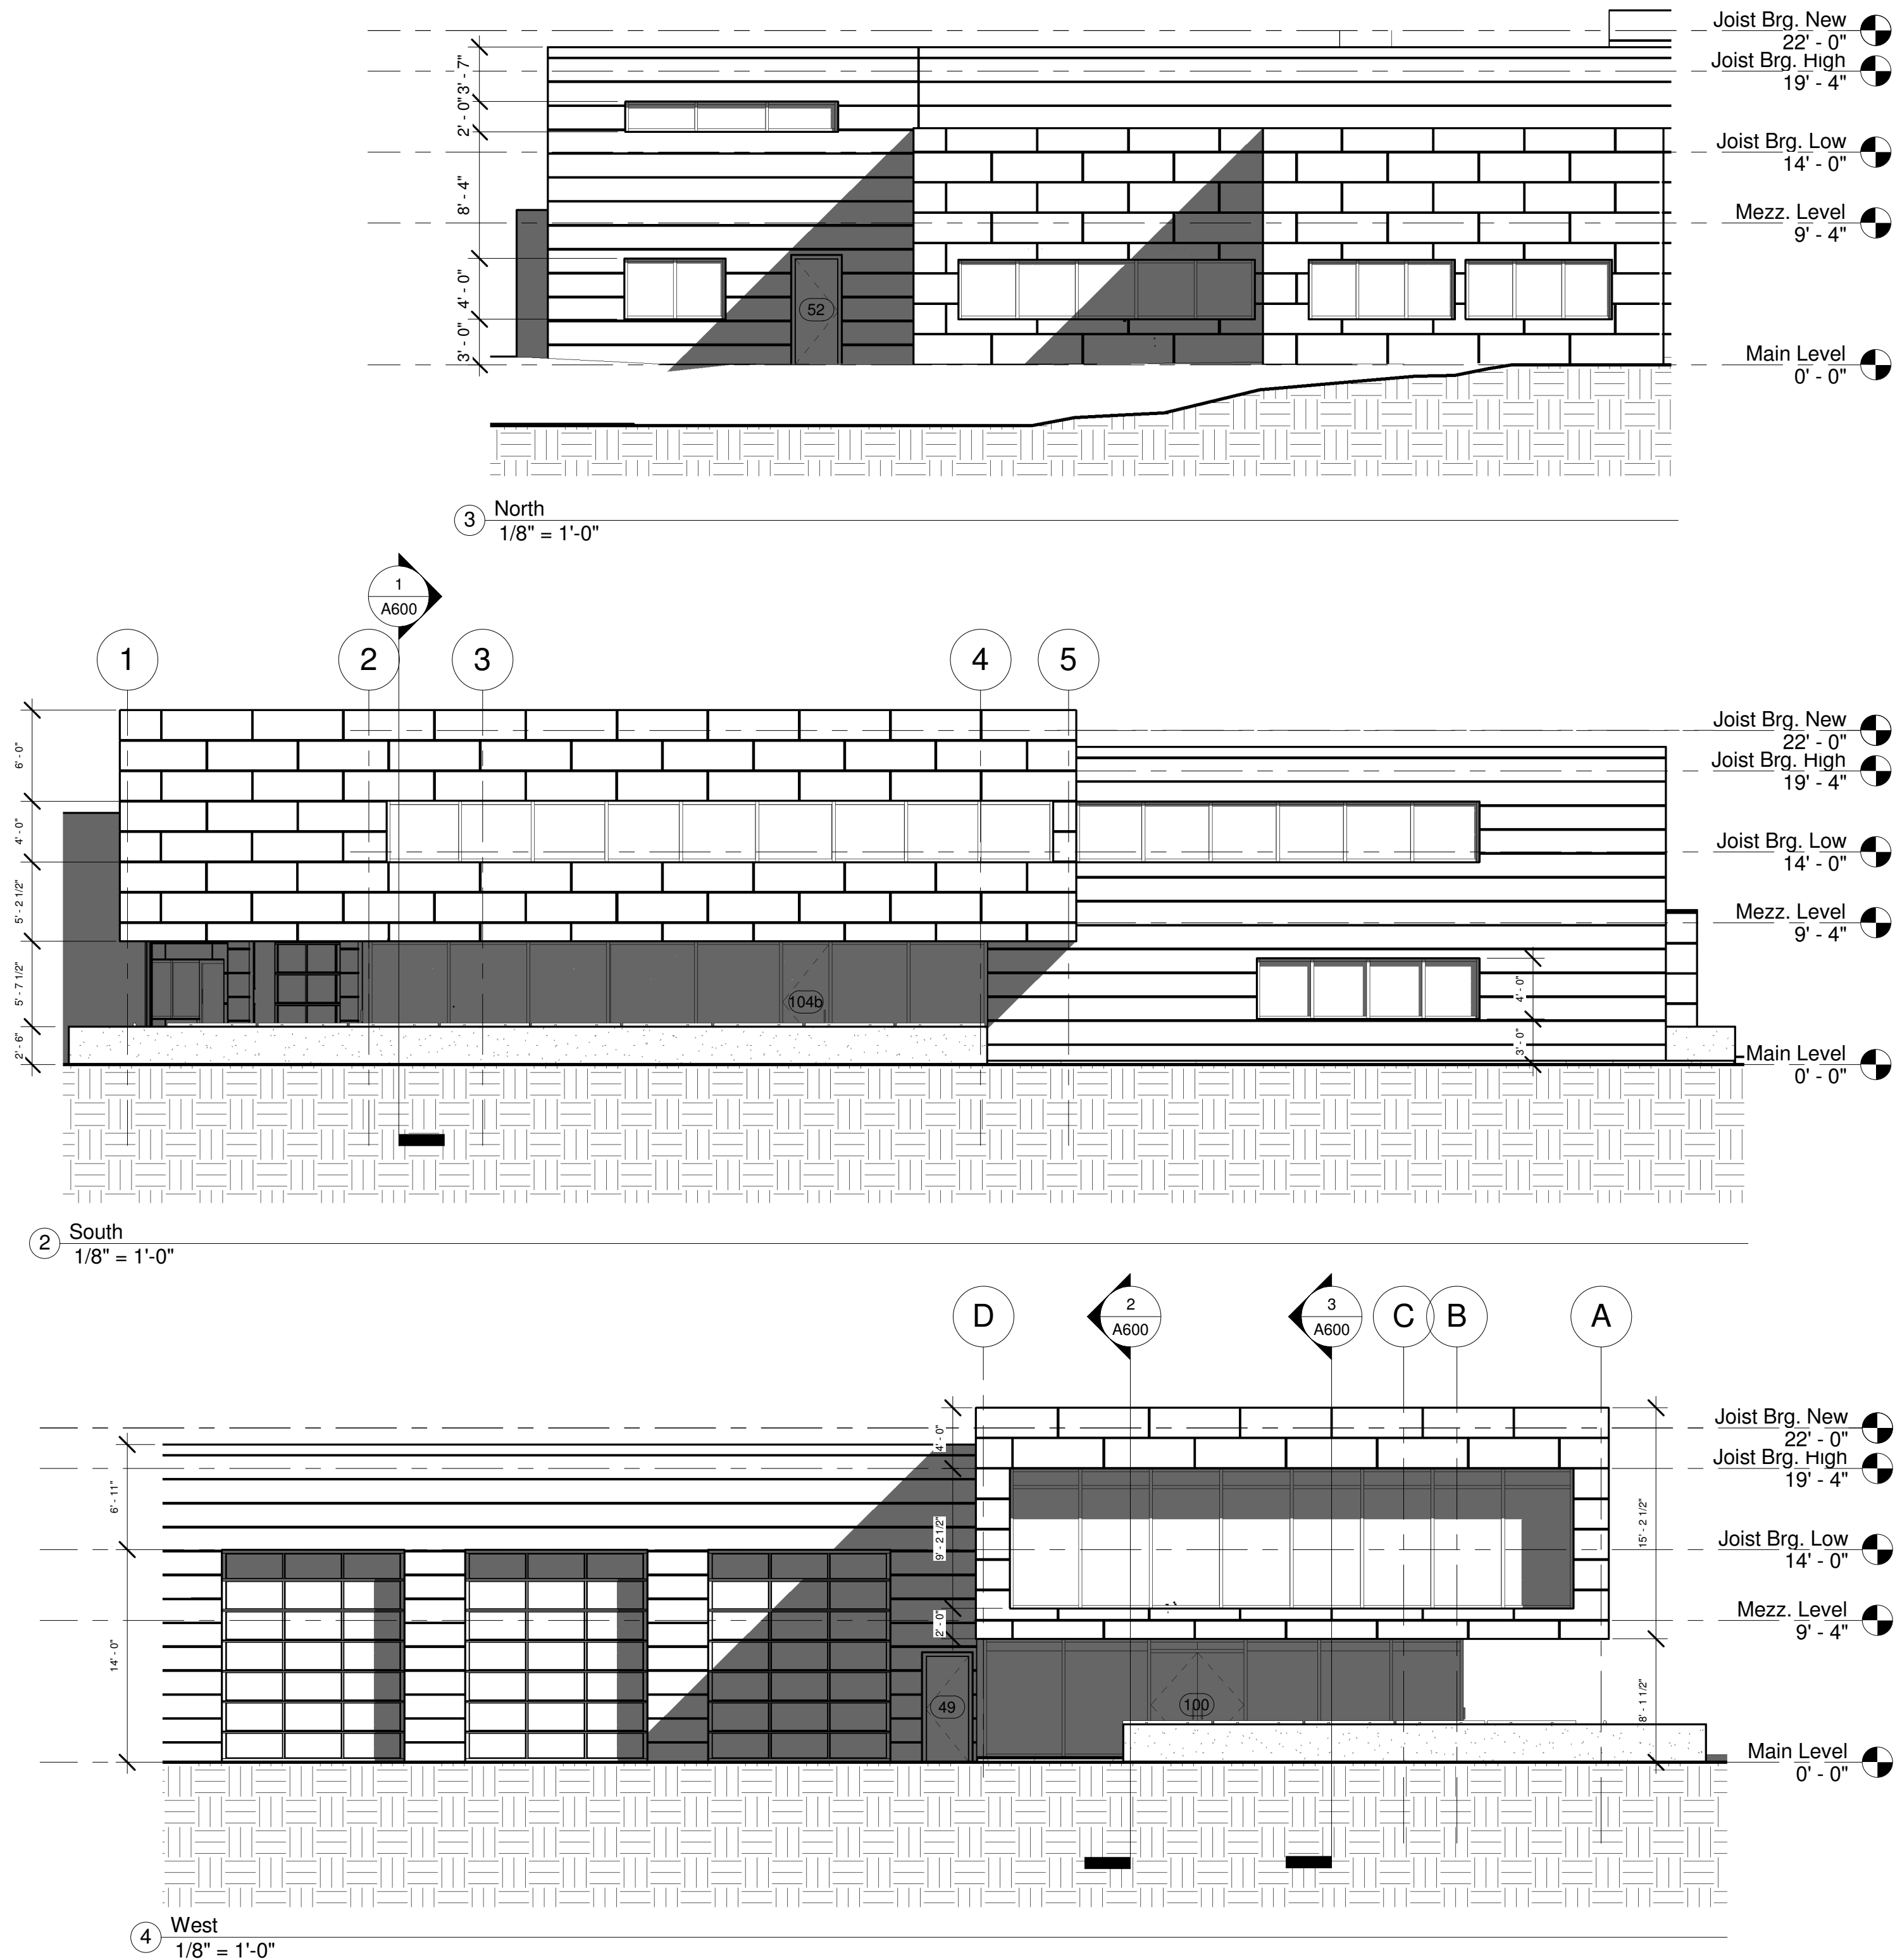 Joist Brg. New
22' - 0"
Joist Brg. High
19' - 4"
Joist Brg. Low
14' - 0"
Mezz. Level
9' - 4"
Main Level
0' - 0"
3' - 7"
2' - 0"
8' - 4"
4' - 0"
3' - 0"
52
3
North
1/8" = 1'-0"
1
A600
1
2
3
4
5
Joist Brg. New
22' - 0"
Joist Brg. High
19' - 4"
Joist Brg. Low
14' - 0"
Mezz. Level
9' - 4"
Main Level
0' - 0"
6' - 0"
4' - 0"
5' - 2 1/2"
5' - 7 1/2"
2' - 6"
104b
4' - 0"
3' - 0"
2
South
1/8" = 1'-0"
D
2
A600
3
A600
C
B
A
Joist Brg. New
22' - 0"
Joist Brg. High
19' - 4"
Joist Brg. Low
14' - 0"
Mezz. Level
9' - 4"
Main Level
0' - 0"
6' - 11"
14' - 0"
4' - 0"
9' - 2 1/2"
2' - 0"
15' - 2 1/2"
8' - 1 1/2"
49
100
4
West
1/8" = 1'-0"